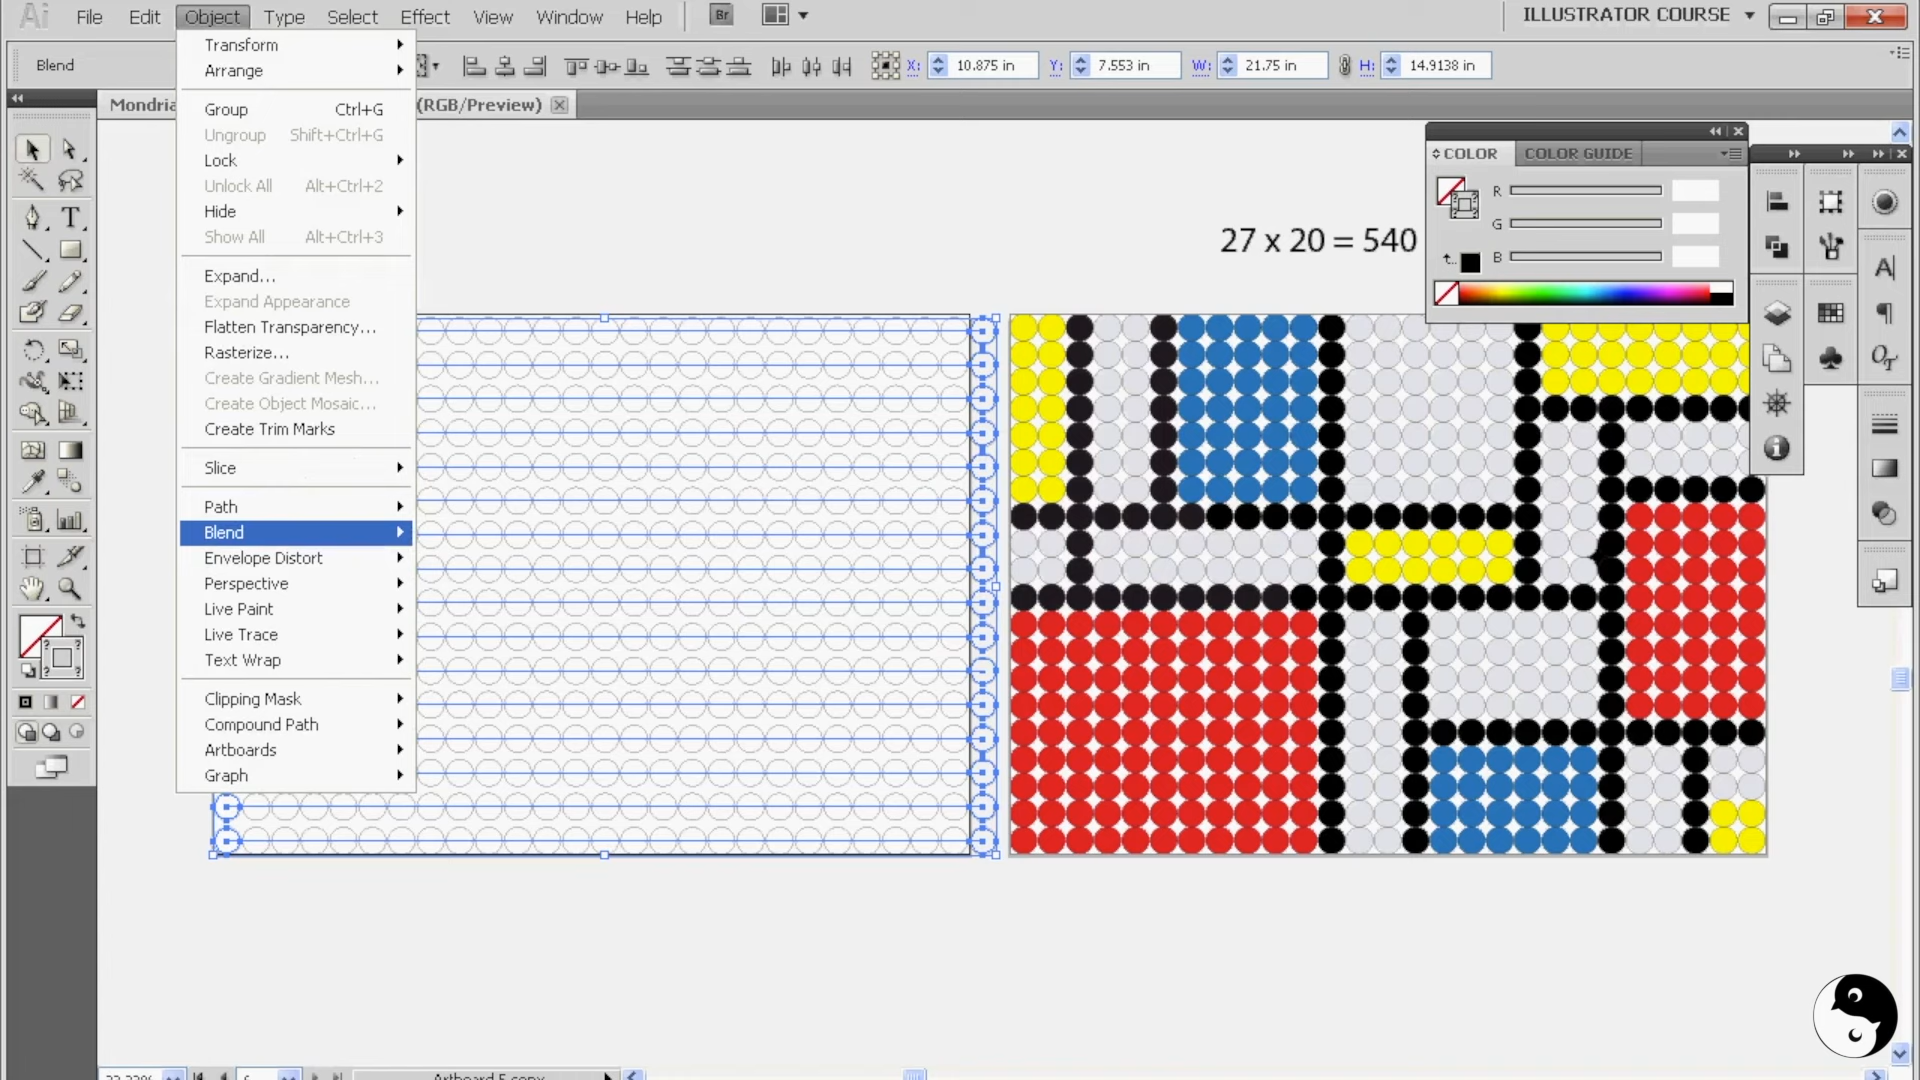 Ai File Edit Object Type Select Effect View Window Help Br ILLUSTRATOR COURSE
Blend X: 10.875 in Y: 7.553 in W: 21.75 in H: 14.9138 in
Mondria (RGB/Preview)
Transform
Arrange
Group Ctrl+G
Ungroup Shift+Ctrl+G
Lock
Unlock All Alt+Ctrl+2
Hide
Show All Alt+Ctrl+3
Expand...
Expand Appearance
Flatten Transparency...
Rasterize...
Create Gradient Mesh...
Create Object Mosaic...
Create Trim Marks
Slice
Path
Blend
Envelope Distort
Perspective
Live Paint
Live Trace
Text Wrap
Clipping Mask
Compound Path
Artboards
Graph
27 x 20 = 540
COLOR COLOR GUIDE
R
G
B
Artboard 5 copy